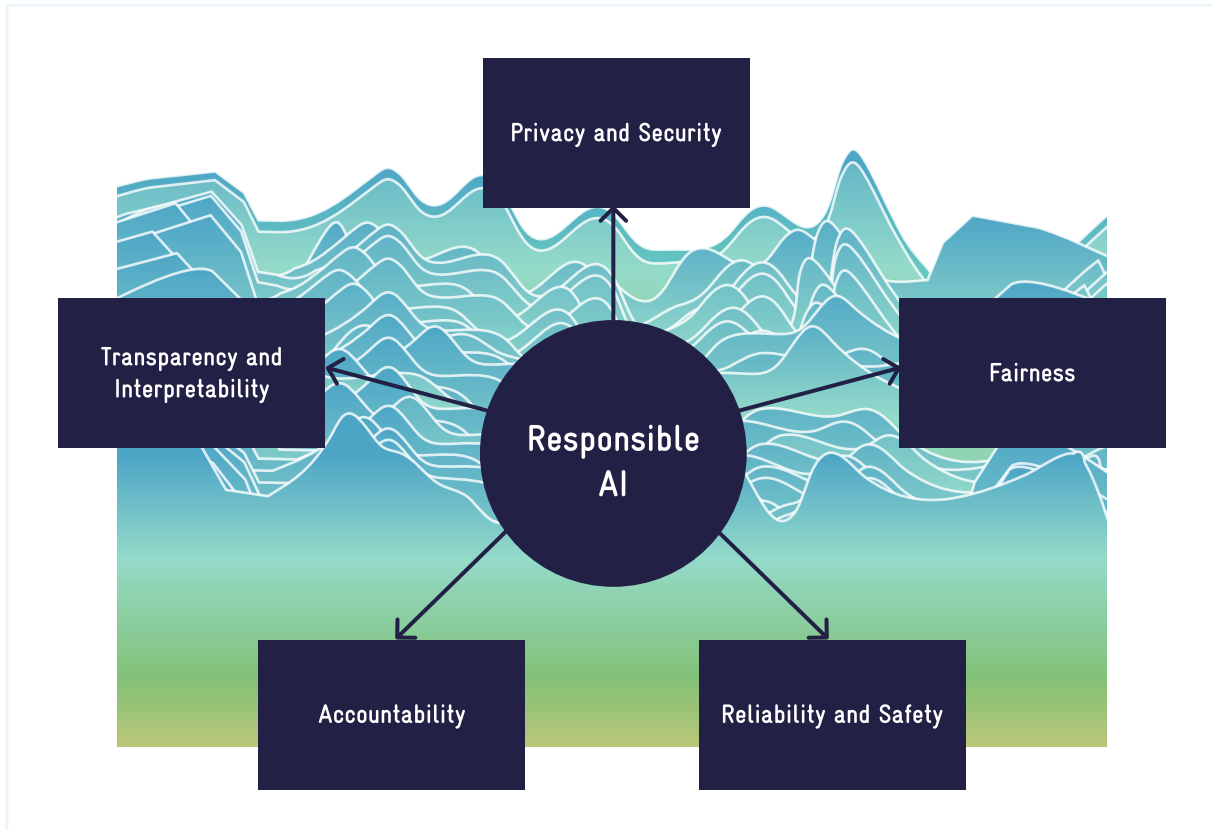 Privacy and Security
Transparency and
Interpretability
Fairness
Responsible
AI
Accountability
Reliability and Safety